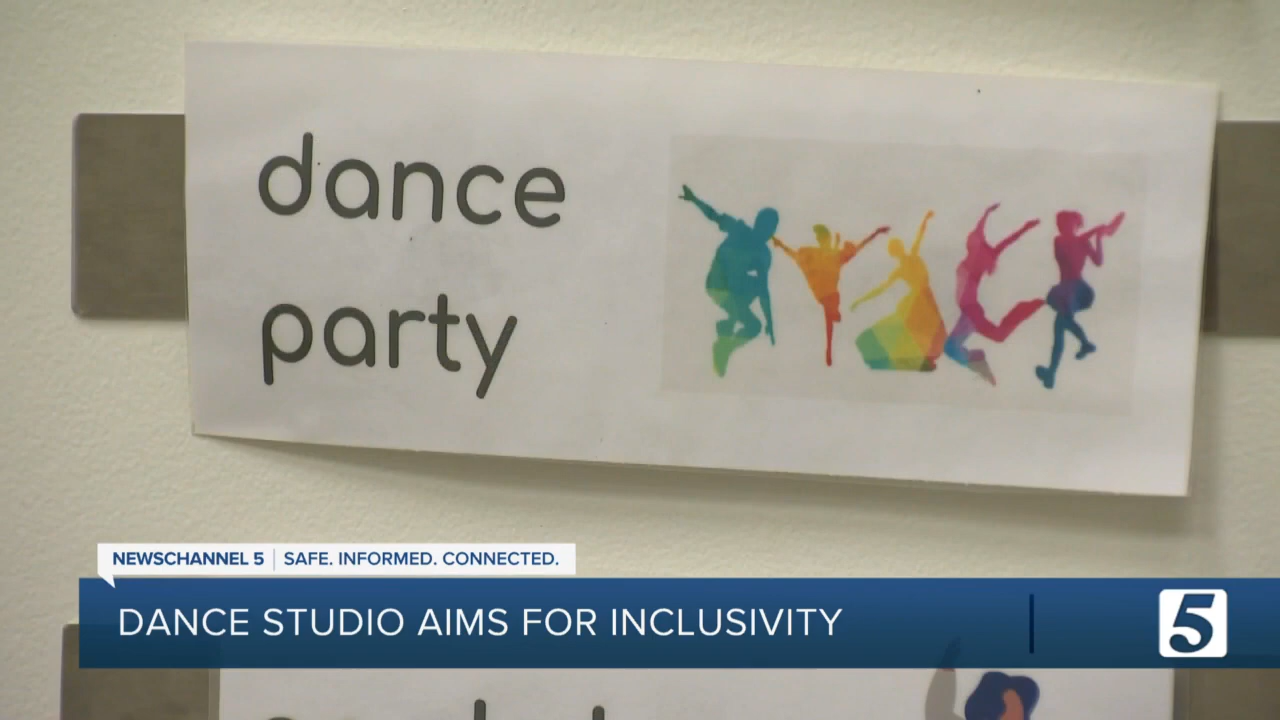 dance
party
NEWSCHANNEL 5 | SAFE. INFORMED. CONNECTED.
DANCE STUDIO AIMS FOR INCLUSIVITY
5